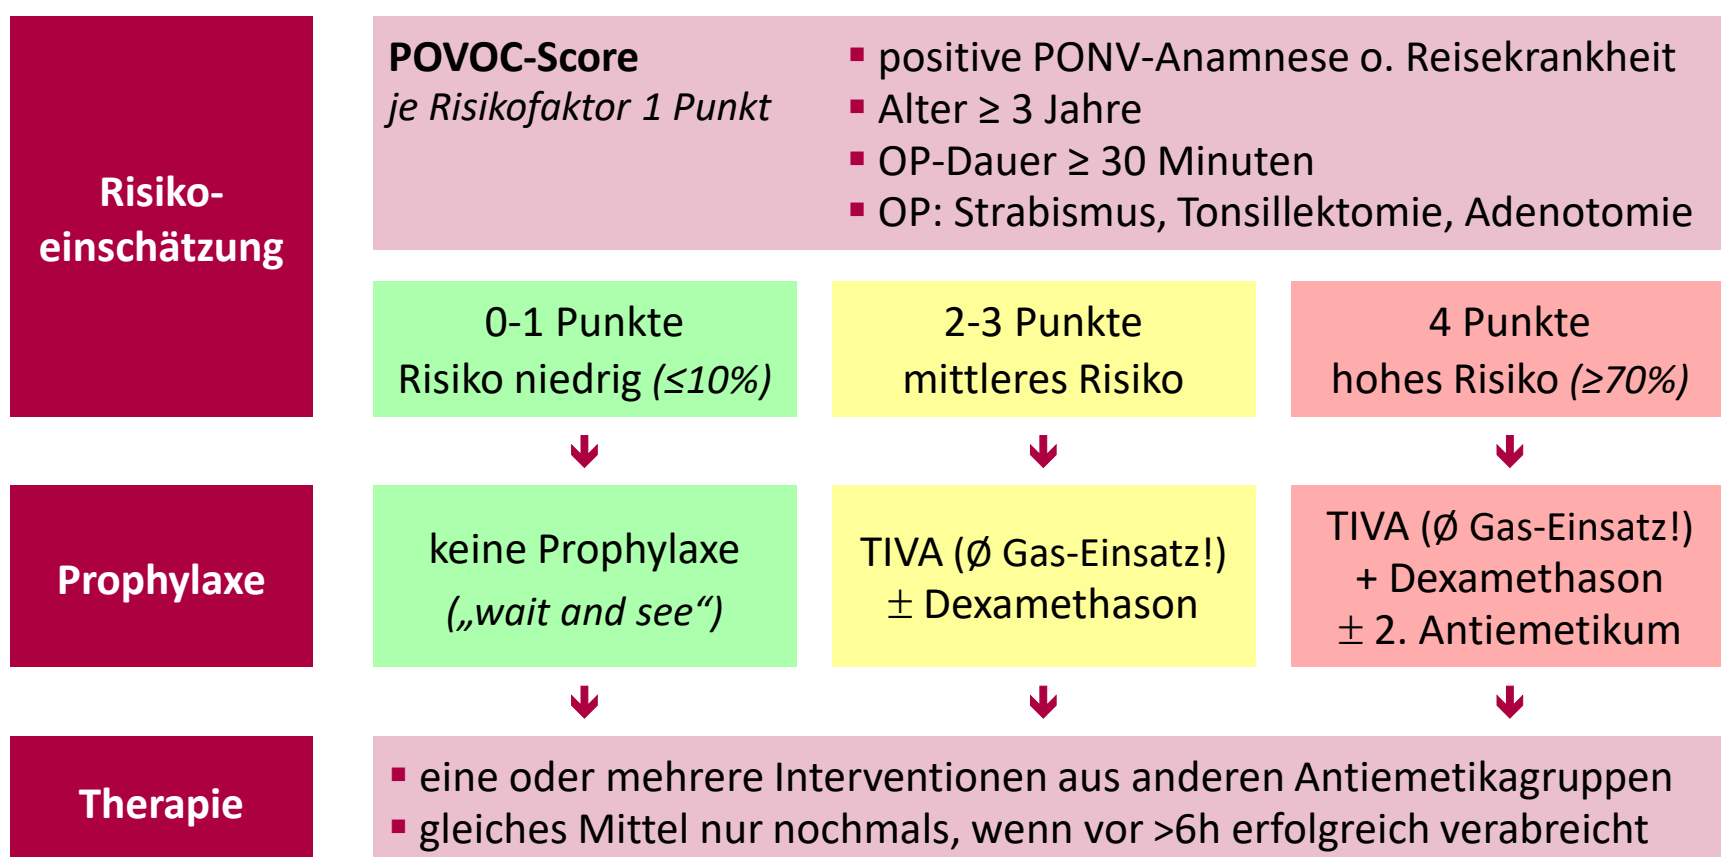 Risiko-
einschätzung
POVOC-Score
je Risikofaktor 1 Punkt
▪ positive PONV-Anamnese o. Reisekrankheit
▪ Alter ≥ 3 Jahre
▪ OP-Dauer ≥ 30 Minuten
▪ OP: Strabismus, Tonsillektomie, Adenotomie
0-1 Punkte
Risiko niedrig (≤10%)
2-3 Punkte
mittleres Risiko
4 Punkte
hohes Risiko (≥70%)
Prophylaxe
keine Prophylaxe
(„wait and see“)
TIVA (Ø Gas-Einsatz!)
± Dexamethason
TIVA (Ø Gas-Einsatz!)
+ Dexamethason
± 2. Antiemetikum
Therapie
▪ eine oder mehrere Interventionen aus anderen Antiemetikagruppen
▪ gleiches Mittel nur nochmals, wenn vor >6h erfolgreich verabreicht